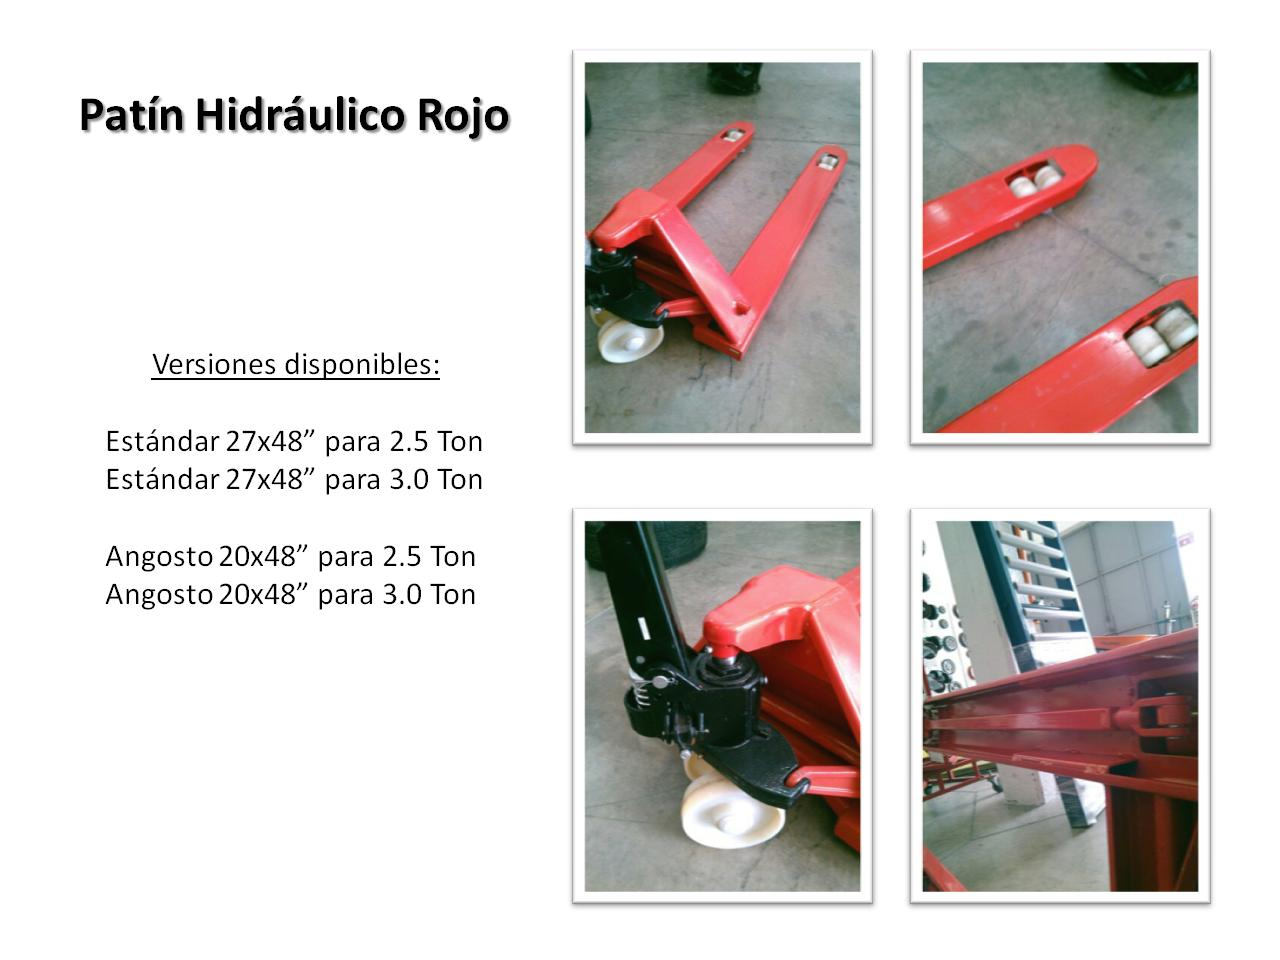 Patín Hidráulico Rojo
Versiones disponibles:
Estándar 27x48” para 2.5 Ton
Estándar 27x48” para 3.0 Ton
Angosto 20x48” para 2.5 Ton
Angosto 20x48” para 3.0 Ton